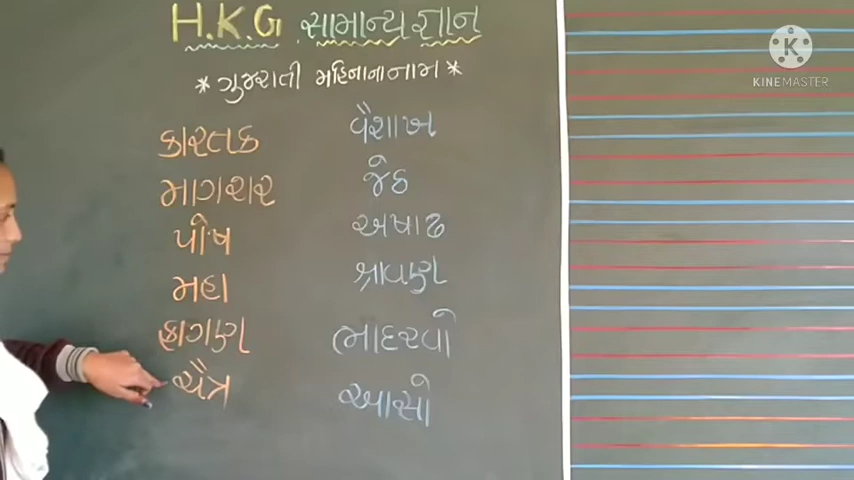 H.K.G સામાન્ય જ્ઞાન
* ગુજરાતી મહિનાના નામ *
કારતક
માગશર
પોષ
મહા
ફાગણ
ચૈત્ર
વૈશાખ
જેઠ
અષાઢ
શ્રાવણ
ભાદરવો
આસો
K
KINEMASTER